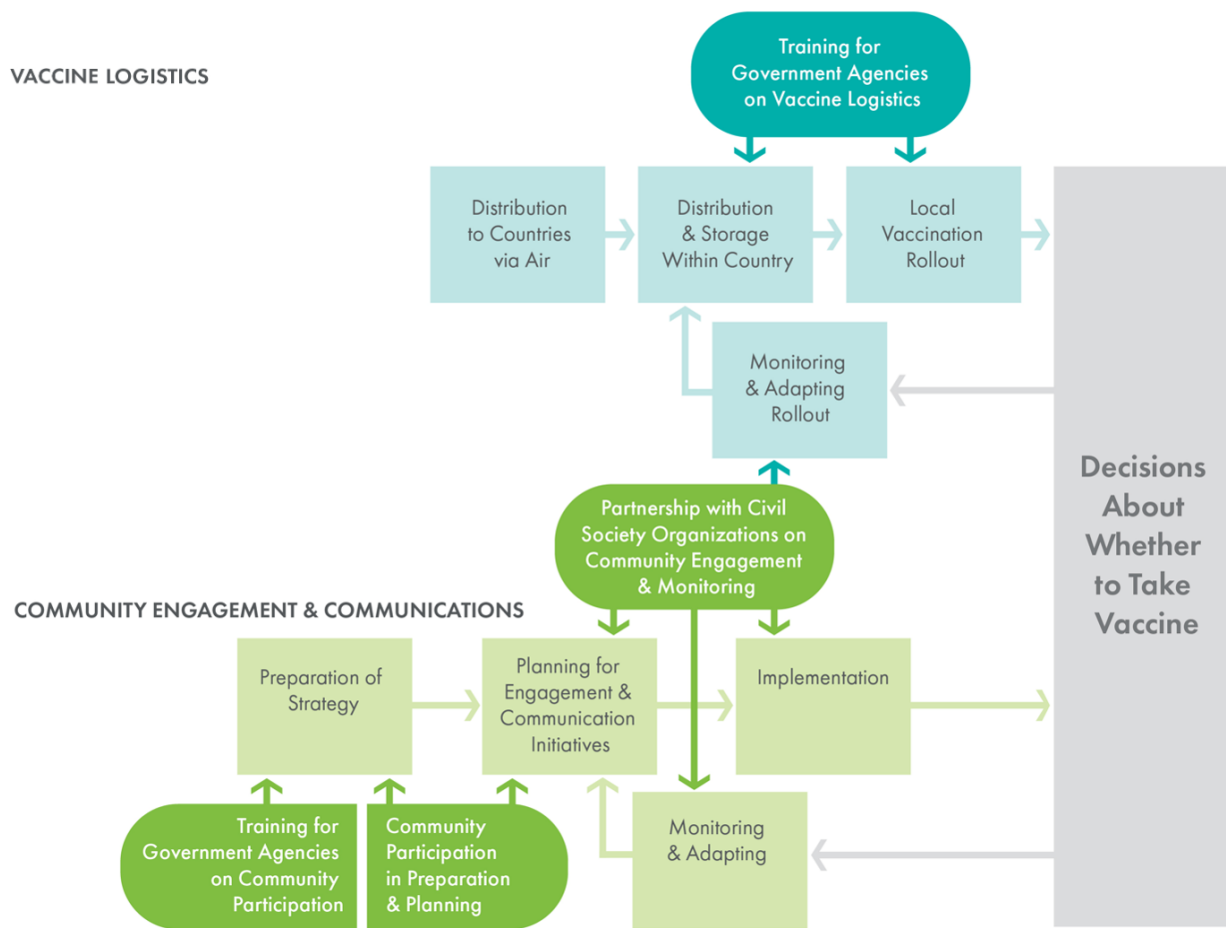 VACCINE LOGISTICS
Training for
Government Agencies
on Vaccine Logistics
Distribution
to Countries
via Air
Distribution
& Storage
Within Country
Local
Vaccination
Rollout
Monitoring
& Adapting
Rollout
Decisions
About
Whether
to Take
Vaccine
Partnership with Civil
Society Organizations on
Community Engagement
& Monitoring
COMMUNITY ENGAGEMENT & COMMUNICATIONS
Preparation of
Strategy
Planning for
Engagement &
Communication
Initiatives
Implementation
Training for
Government Agencies
on Community
Participation
Community
Participation
in Preparation
& Planning
Monitoring
& Adapting